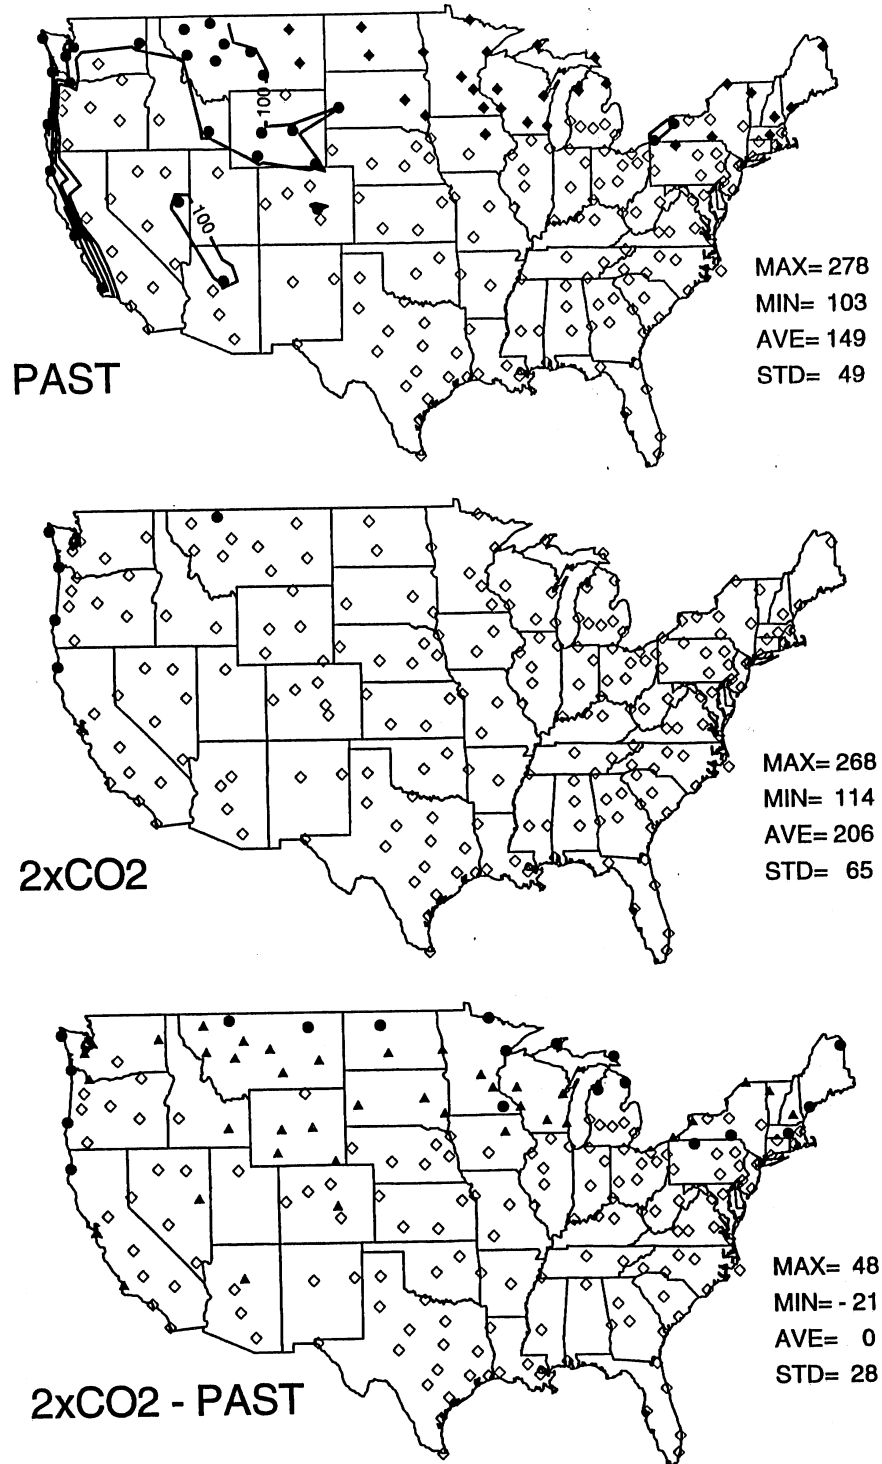 100
100
MAX= 278
MIN= 103
AVE= 149
STD= 49
PAST
MAX= 268
MIN= 114
AVE= 206
STD= 65
2xCO2
MAX= 48
MIN= - 21
AVE= 0
STD= 28
2xCO2 - PAST